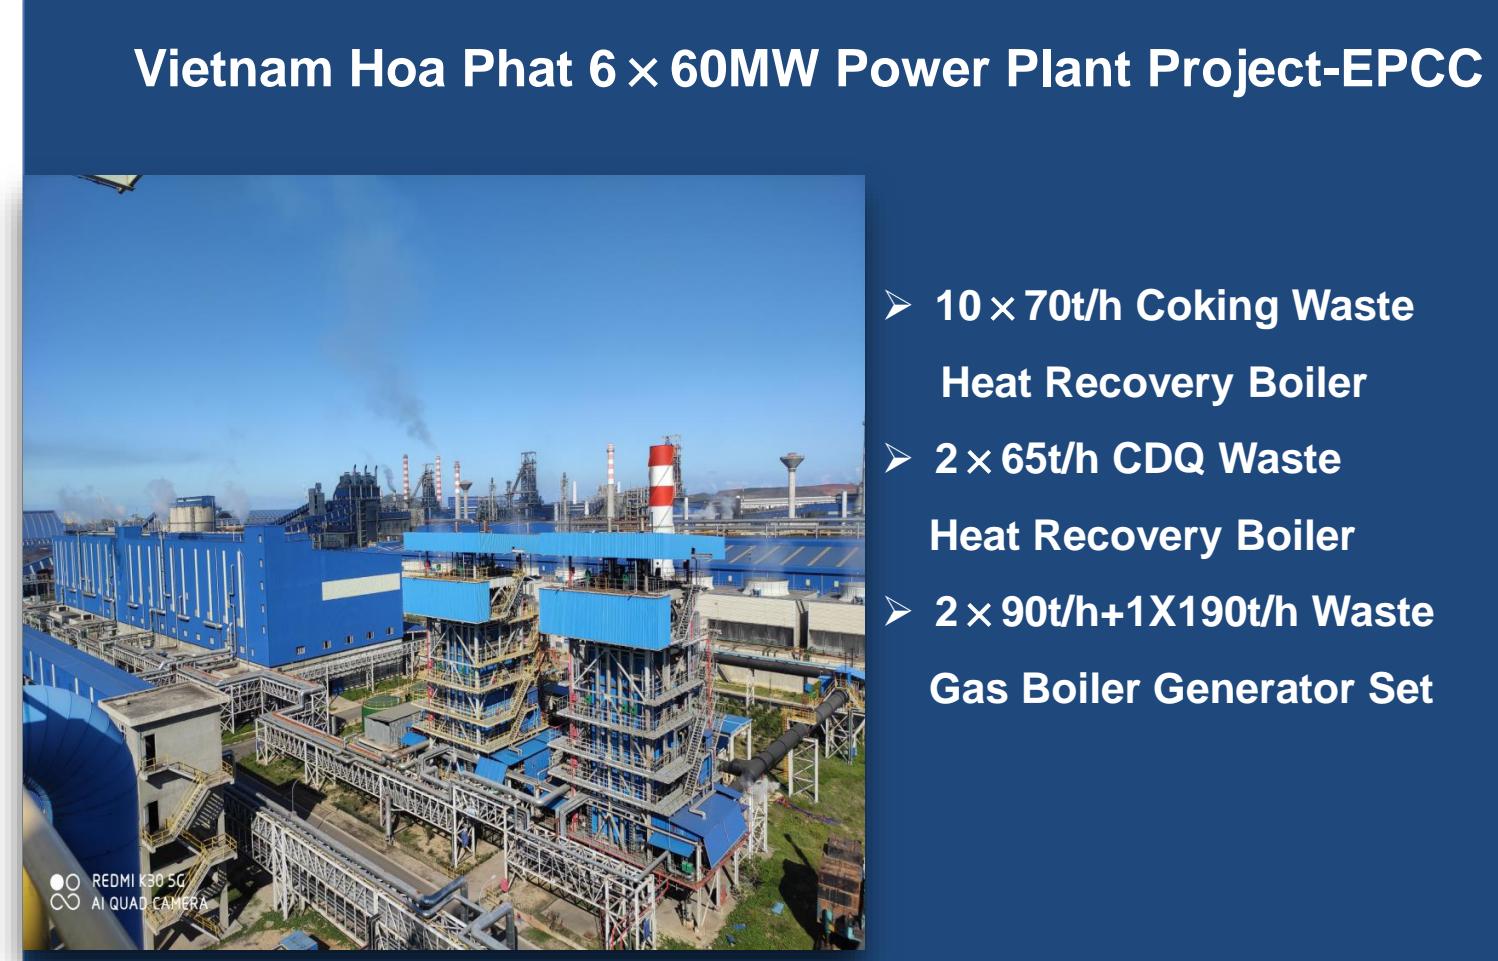 Vietnam Hoa Phat 6×60MW Power Plant Project-EPCC
➢ 10×70t/h Coking Waste
Heat Recovery Boiler
➢ 2×65t/h CDQ Waste
Heat Recovery Boiler
➢ 2×90t/h+1X190t/h Waste
Gas Boiler Generator Set
REDMI K30 5G
AI QUAD CAMERA